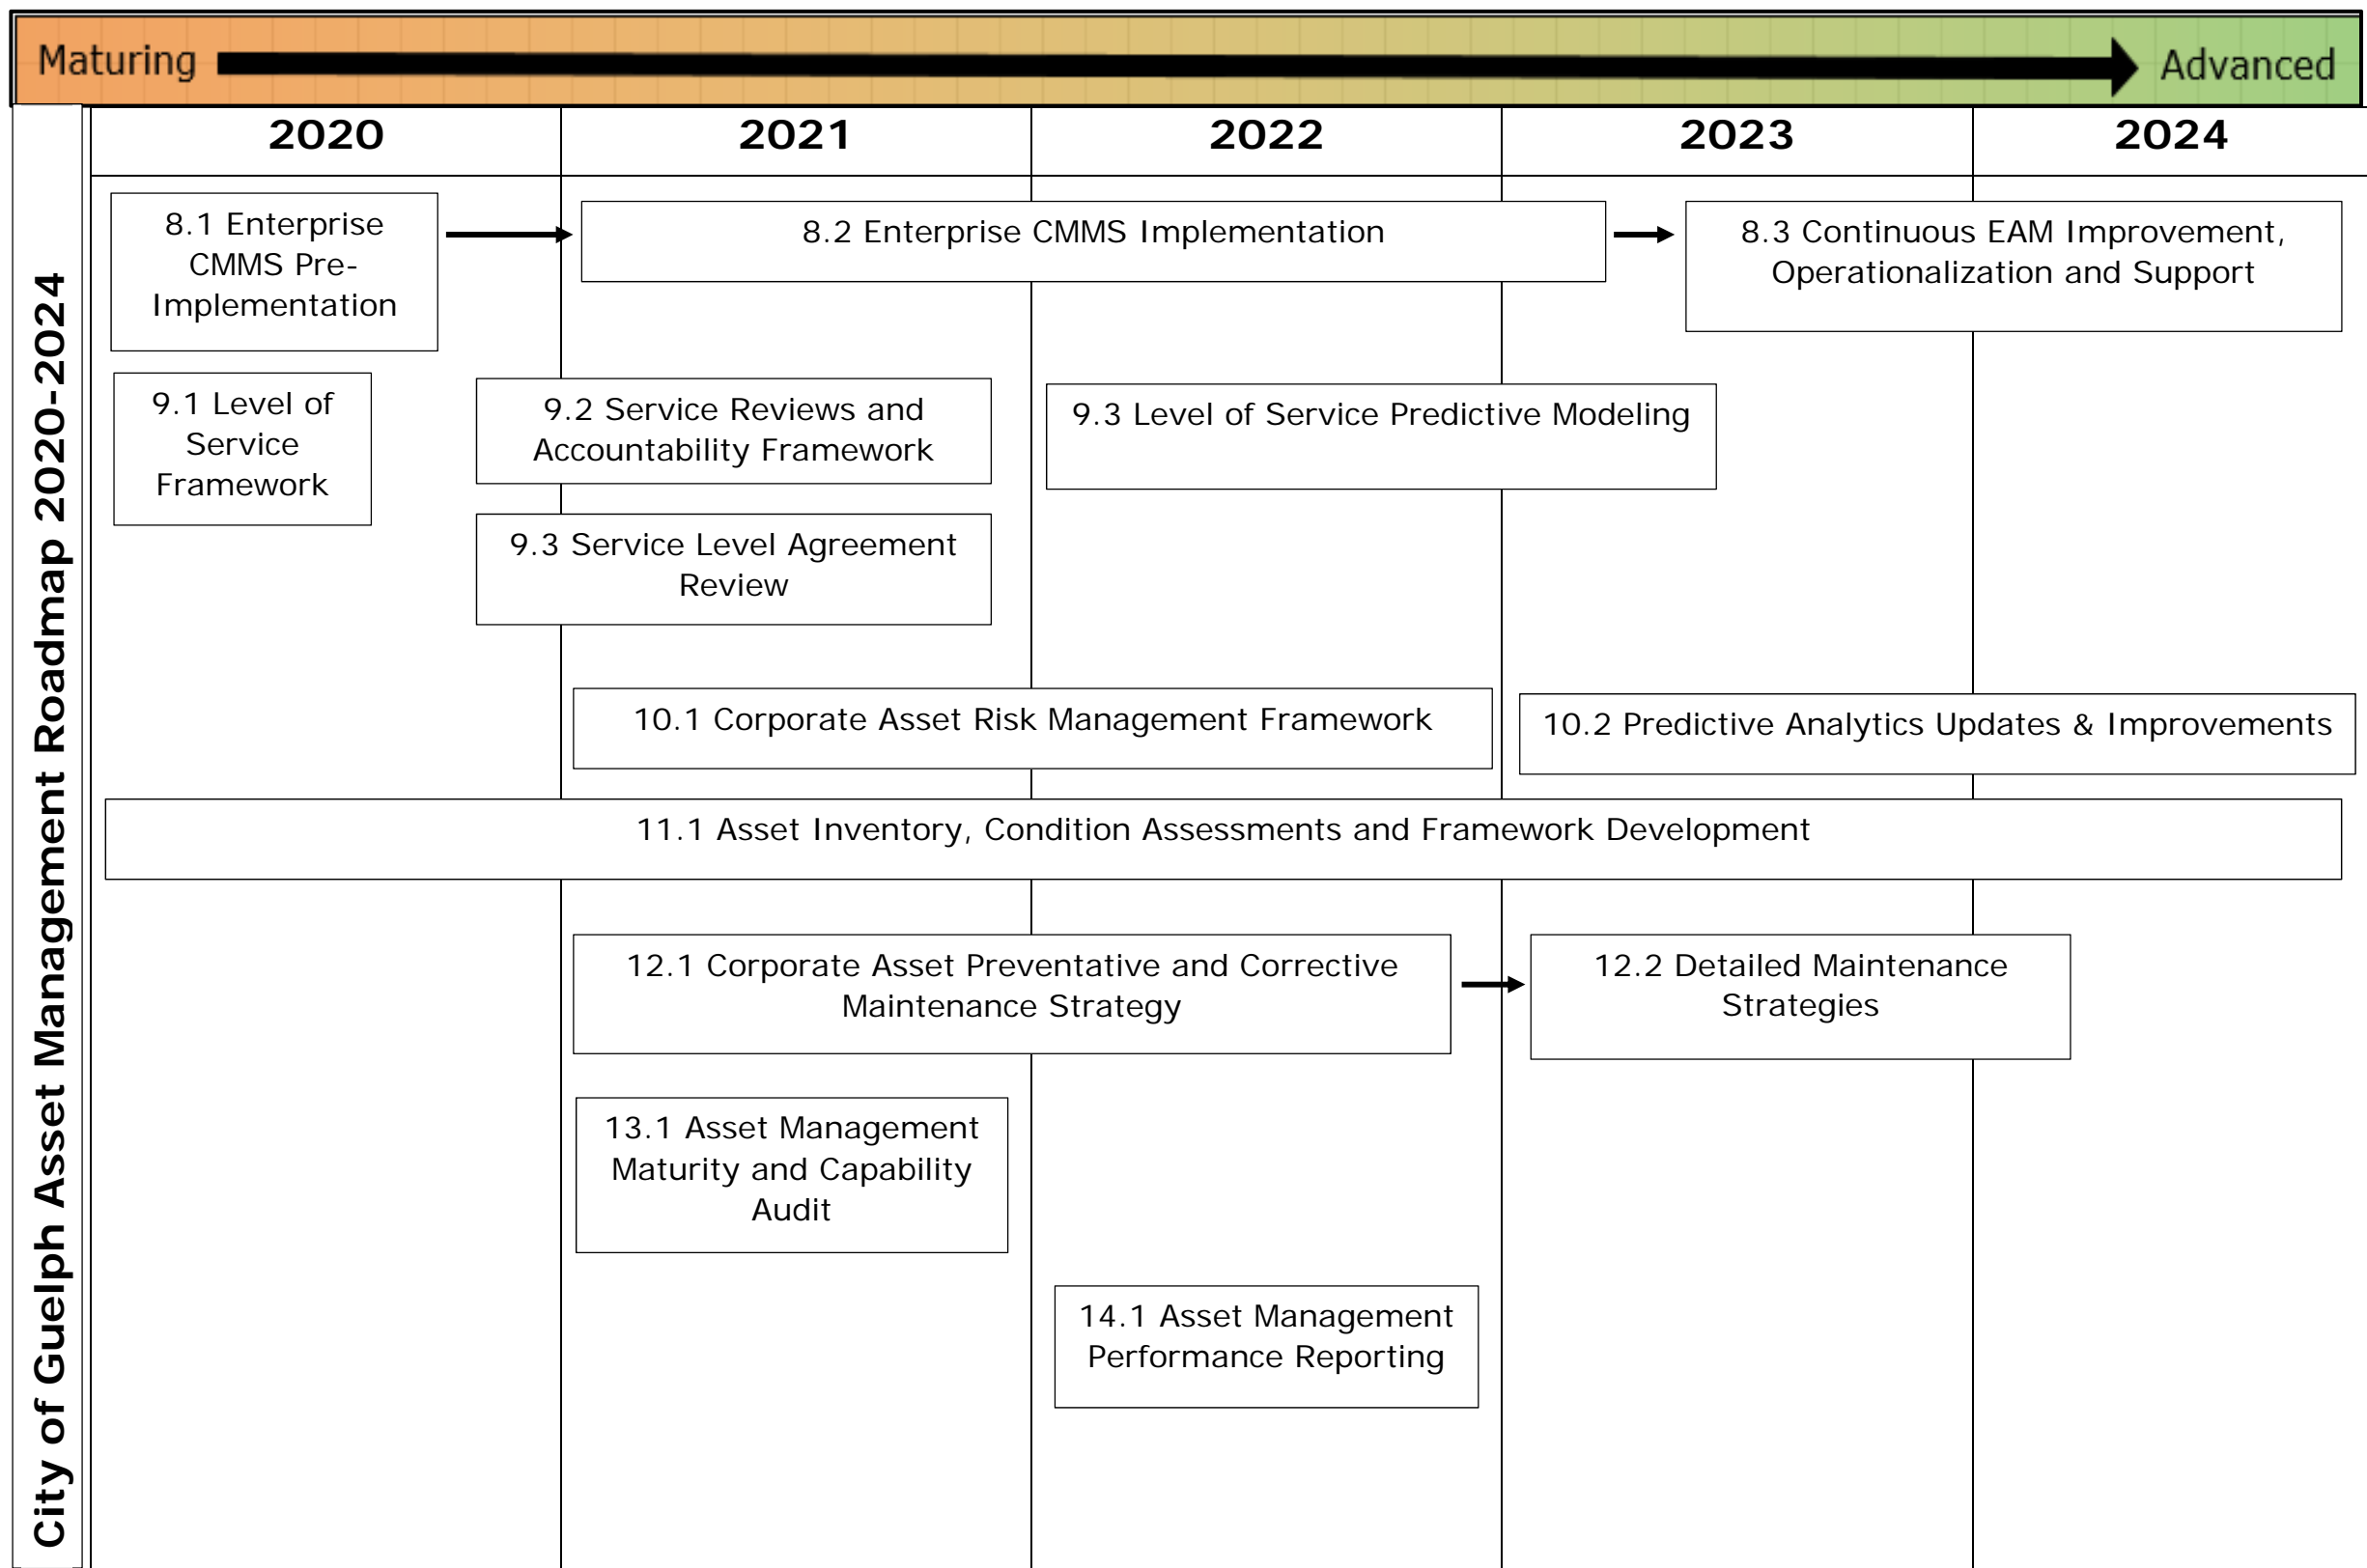 Maturing
Advanced
City of Guelph Asset Management Roadmap 2020-2024
2020
2021
2022
2023
2024
8.1 Enterprise
CMMS Pre-
Implementation
8.2 Enterprise CMMS Implementation
8.3 Continuous EAM Improvement,
Operationalization and Support
9.1 Level of
Service
Framework
9.2 Service Reviews and
Accountability Framework
9.3 Level of Service Predictive Modeling
9.3 Service Level Agreement
Review
10.1 Corporate Asset Risk Management Framework
10.2 Predictive Analytics Updates & Improvements
11.1 Asset Inventory, Condition Assessments and Framework Development
12.1 Corporate Asset Preventative and Corrective
Maintenance Strategy
12.2 Detailed Maintenance
Strategies
13.1 Asset Management
Maturity and Capability
Audit
14.1 Asset Management
Performance Reporting